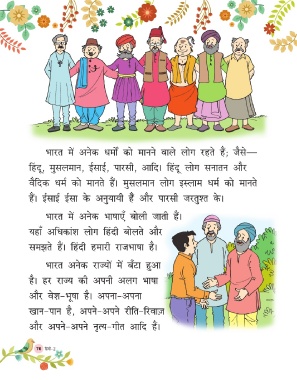 भारत में अनेक धर्मों को मानने वाले लोग रहते हैं; जैसे—
हिंदू, मुसलमान, ईसाई, पारसी, आदि। हिंदू लोग सनातन और
वैदिक धर्म को मानते हैं। मुसलमान लोग इस्लाम धर्म को मानते
हैं। ईसाई ईसा के अनुयायी हैं और पारसी जरतुश्त के।
भारत में अनेक भाषाएँ बोली जाती हैं।
यहाँ अधिकांश लोग हिंदी बोलते और
समझते हैं। हिंदी हमारी राजभाषा है।
भारत अनेक राज्यों में बँटा हुआ
है। हर राज्य की अपनी अलग भाषा
और वेश-भूषा है। अपना-अपना
खान-पान है, अपने-अपने रीति-रिवाज़
और अपने-अपने नृत्य-गीत आदि हैं।
76